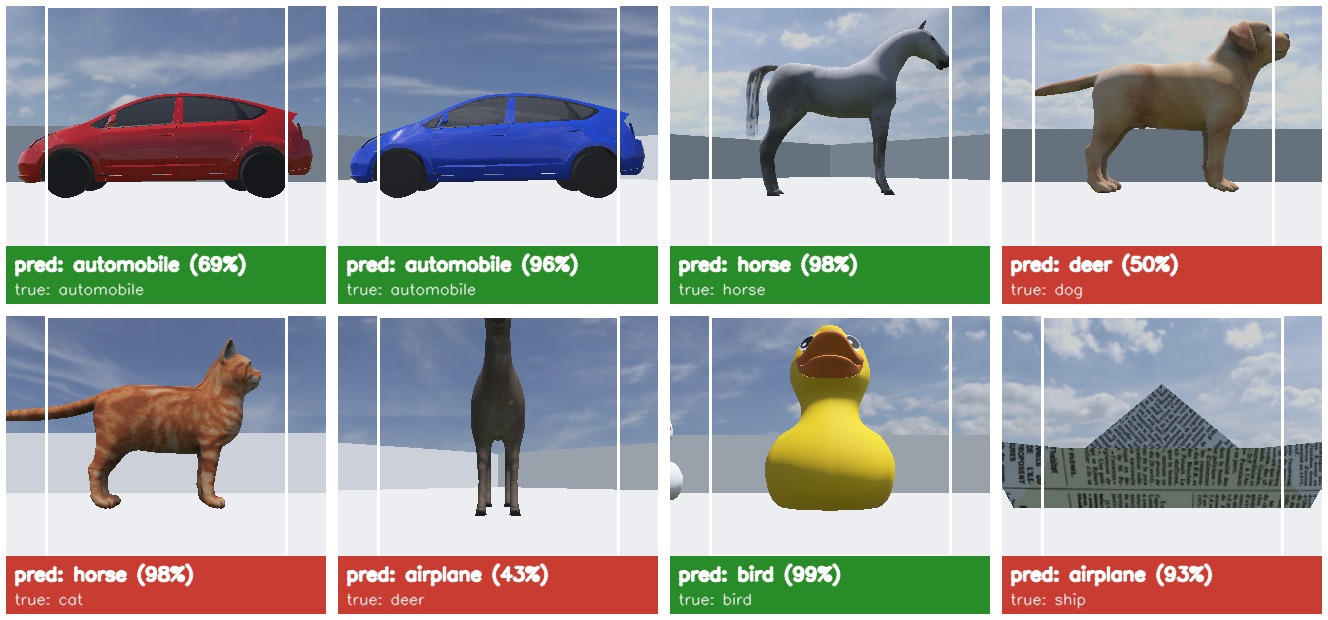 pred: automobile (69%)
true: automobile
pred: automobile (96%)
true: automobile
pred: horse (98%)
true: horse
pred: deer (50%)
true: dog
pred: horse (98%)
true: cat
pred: airplane (43%)
true: deer
pred: bird (99%)
true: bird
pred: airplane (93%)
true: ship